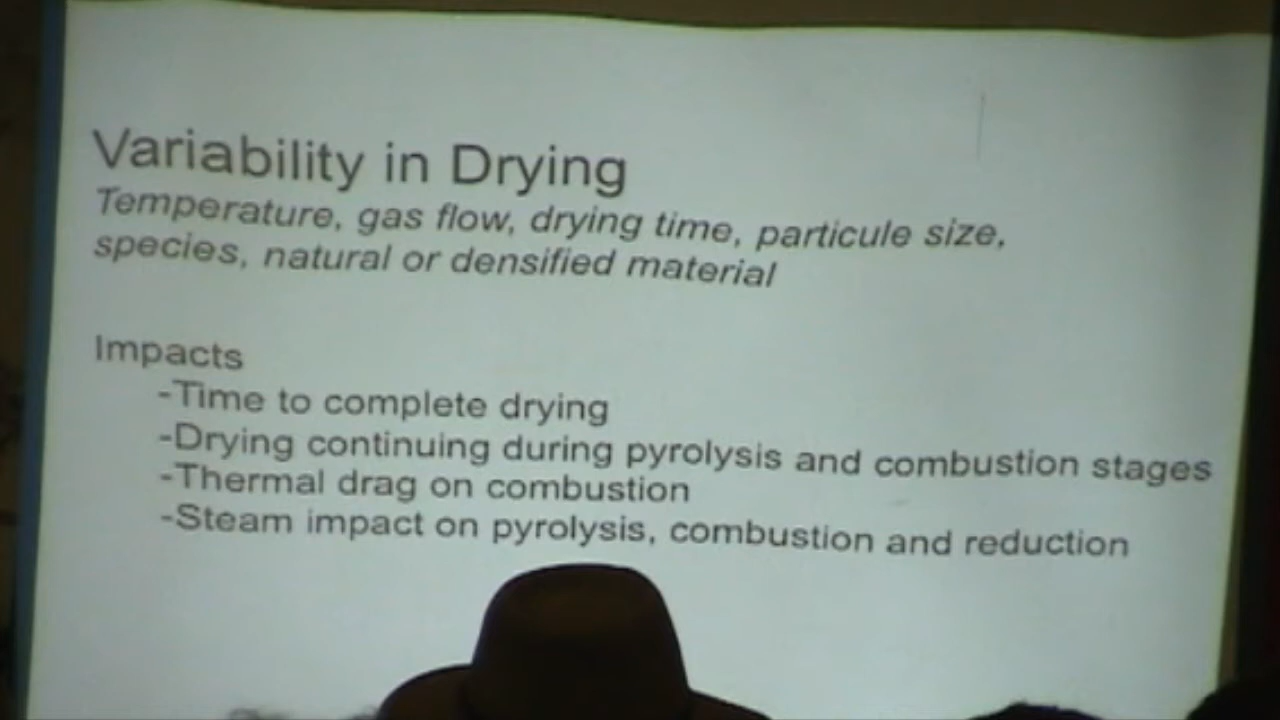 Variability in Drying
Temperature, gas flow, drying time, particule size,
species, natural or densified material
Impacts
-Time to complete drying
-Drying continuing during pyrolysis and combustion stages
-Thermal drag on combustion
-Steam impact on pyrolysis, combustion and reduction